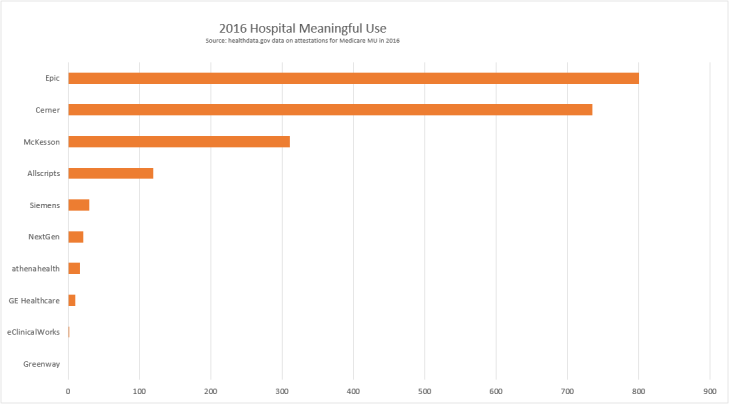 2016 Hospital Meaningful Use
Source: healthdata.gov data on attestations for Medicare MU in 2016
Epic
Cerner
McKesson
Allscripts
Siemens
NextGen
athenahealth
GE Healthcare
eClinicalWorks
Greenway
0 100 200 300 400 500 600 700 800 900